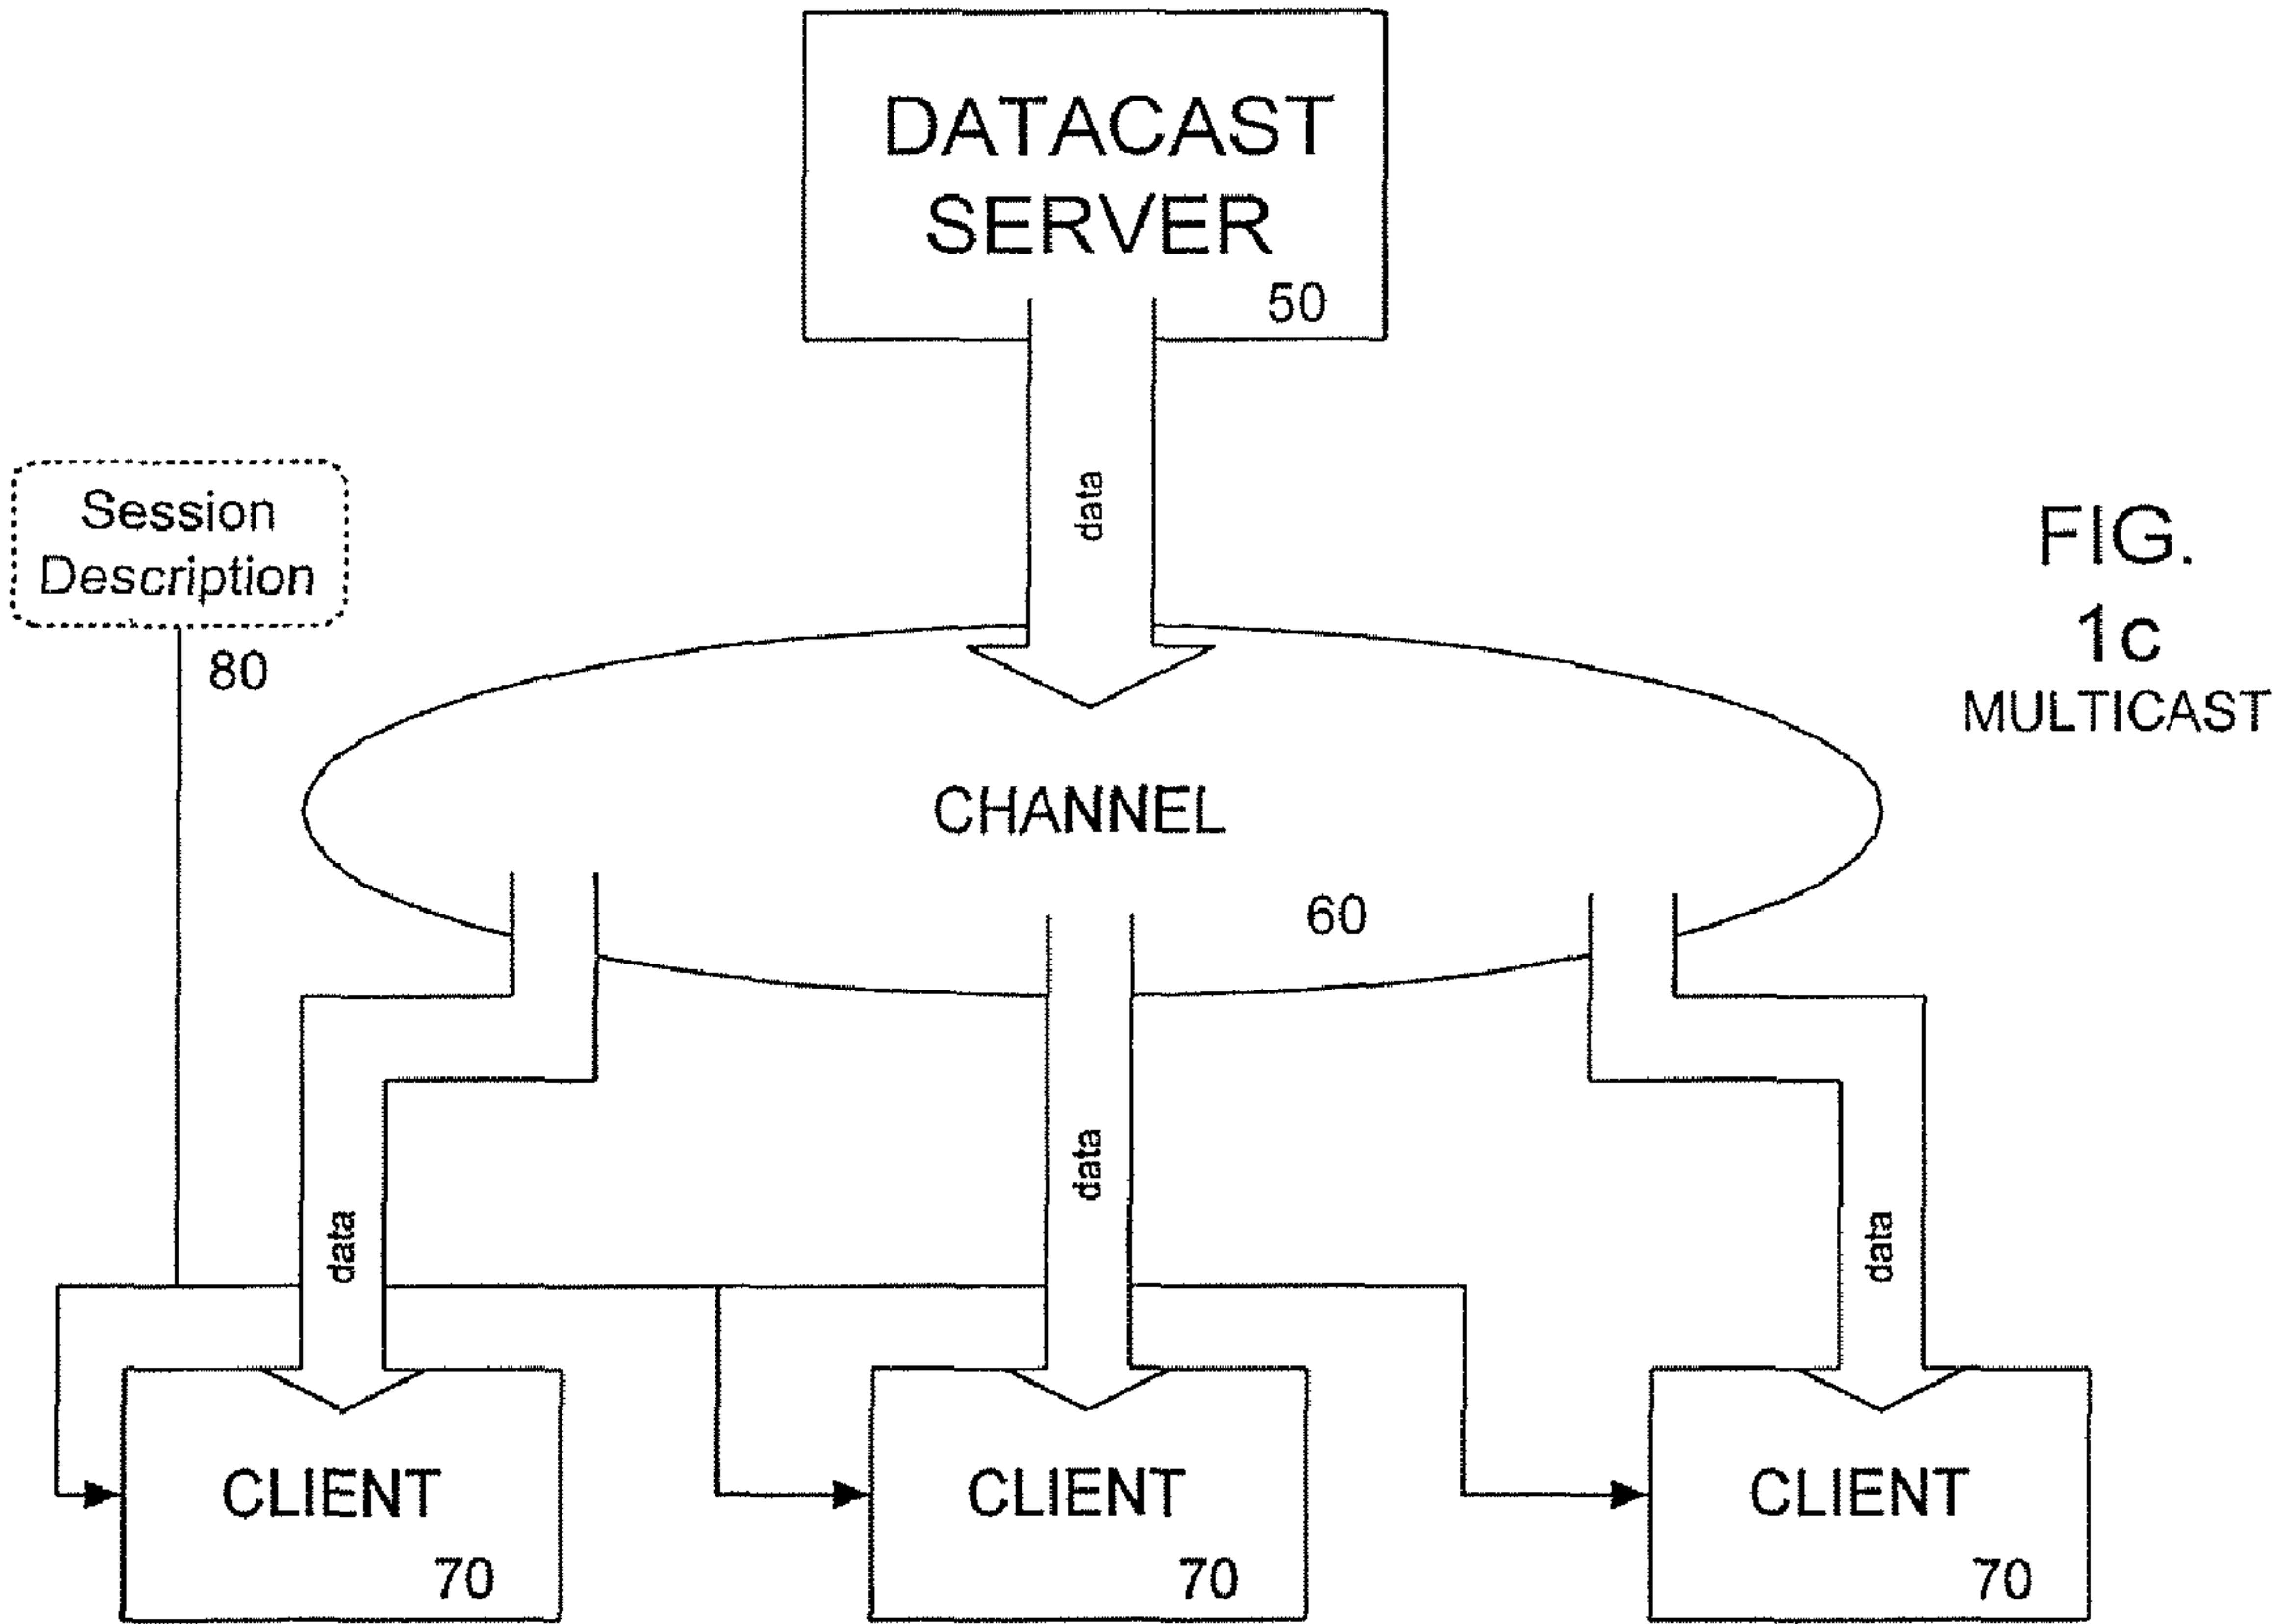 DATACAST
SERVER
50
data
Session
Description
80
FIG.
1c
MULTICAST
CHANNEL
60
data
data
data
CLIENT
70
CLIENT
70
CLIENT
70